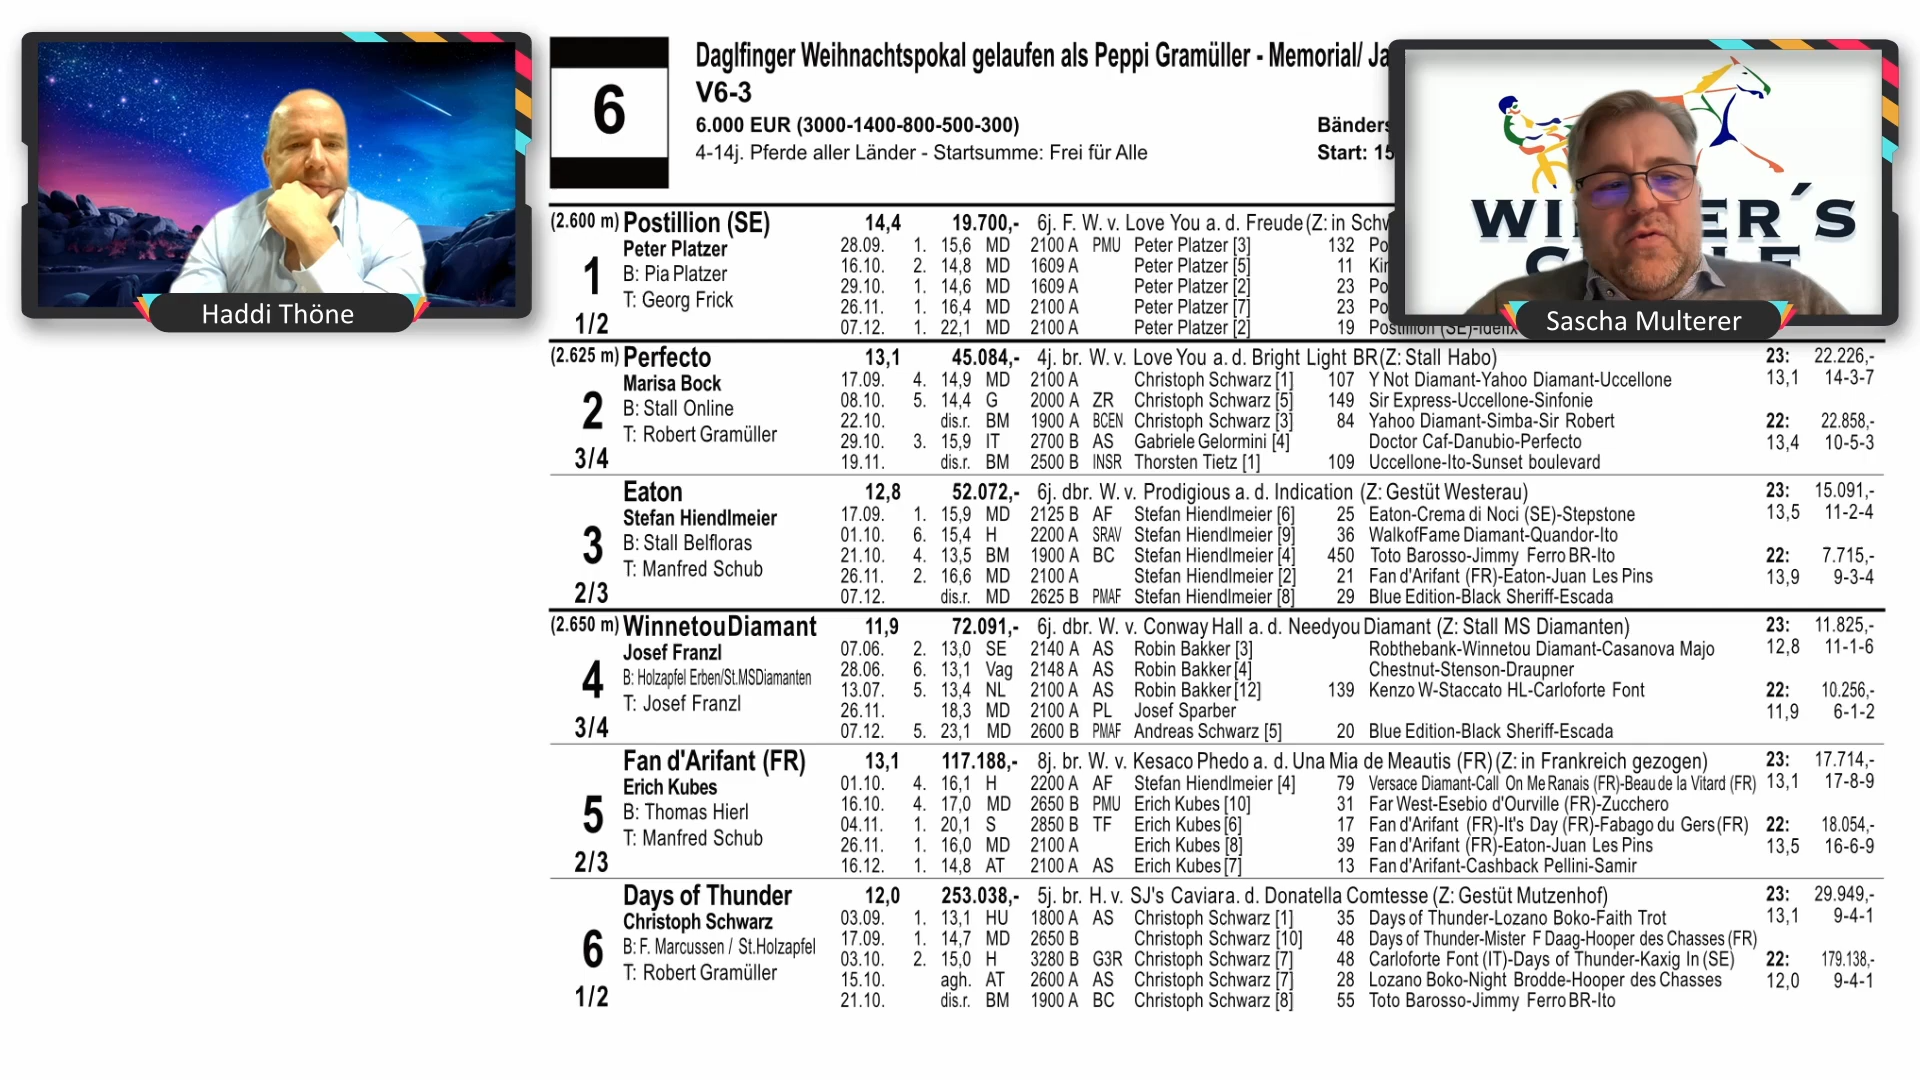 Haddi Thöne
6
Daglfinger Weihnachtspokal gelaufen als Peppi Gramüller - Memorial/ Ja
V6-3
6.000 EUR (3000-1400-800-500-300)
4-14j. Pferde aller Länder - Startsumme: Frei für Alle
Bänders
Start: 15
Sascha Multerer
(2.600 m) Postillion (SE) 14,4 19.700,- 6j. F. W. v. Love You a. d. Freude (Z: in Schw
Peter Platzer 28.09. 1. 15,6 MD 2100 A PMU Peter Platzer [3] 132 Po
1 B: Pia Platzer 16.10. 2. 14,8 MD 1609 A Peter Platzer [5] 11 Kir
T: Georg Frick 29.10. 1. 14,6 MD 1609 A Peter Platzer [2] 23 Po
26.11. 1. 16,4 MD 2100 A Peter Platzer [7] 23 Po
1/2 07.12. 1. 22,1 MD 2100 A Peter Platzer [2] 19 Postillion (SE)-Idefix
(2.625 m) Perfecto 13,1 45.084,- 4j. br. W. v. Love You a. d. Bright Light BR (Z: Stall Habo) 23: 22.226,-
Marisa Bock 17.09. 4. 14,9 MD 2100 A Christoph Schwarz [1] 107 Y Not Diamant-Yahoo Diamant-Uccellone 13,1 14-3-7
2 B: Stall Online 08.10. 5. 14,4 G 2000 A ZR Christoph Schwarz [5] 149 Sir Express-Uccellone-Sinfonie
T: Robert Gramüller 22.10. dis.r. BM 1900 A BCEN Christoph Schwarz [3] 84 Yahoo Diamant-Simba-Sir Robert 22: 22.858,-
29.10. 3. 15,9 IT 2700 B AS Gabriele Gelormini [4] Doctor Caf-Danubio-Perfecto 13,4 10-5-3
3/4 19.11. dis.r. BM 2500 B INSR Thorsten Tietz [1] 109 Uccellone-Ito-Sunset boulevard
Eaton 12,8 52.072,- 6j. dbr. W. v. Prodigious a. d. Indication (Z: Gestüt Westerau) 23: 15.091,-
Stefan Hiendlmeier 17.09. 1. 15,9 MD 2125 B AF Stefan Hiendlmeier [6] 25 Eaton-Crema di Noci (SE)-Stepstone 13,5 11-2-4
3 B: Stall Belfloras 01.10. 6. 15,4 H 2200 A SRAV Stefan Hiendlmeier [9] 36 WalkofFame Diamant-Quandor-Ito
T: Manfred Schub 21.10. 4. 13,5 BM 1900 A BC Stefan Hiendlmeier [4] 450 Toto Barosso-Jimmy Ferro BR-Ito 22: 7.715,-
26.11. 2. 16,6 MD 2100 A Stefan Hiendlmeier [2] 21 Fan d'Arifant (FR)-Eaton-Juan Les Pins 13,9 9-3-4
2/3 07.12. dis.r. MD 2625 B PMAF Stefan Hiendlmeier [8] 29 Blue Edition-Black Sheriff-Escada
(2.650 m) Winnetou Diamant 11,9 72.091,- 6j. dbr. W. v. Conway Hall a. d. Needyou Diamant (Z: Stall MS Diamanten) 23: 11.825,-
Josef Franzl 07.06. 2. 13,0 SE 2140 A AS Robin Bakker [3] Robthebank-Winnetou Diamant-Casanova Majo 12,8 11-1-6
4 B: Holzapfel Erben/St.MSDiamanten 28.06. 6. 13,1 Vag 2148 A AS Robin Bakker [4] Chestnut-Stenson-Draupner
T: Josef Franzl 13.07. 5. 13,4 NL 2100 A AS Robin Bakker [12] 139 Kenzo W-Staccato HL-Carloforte Font 22: 10.256,-
26.11. 18,3 MD 2100 A PL Josef Sparber 11,9 6-1-2
3/4 07.12. 5. 23,1 MD 2600 B PMAF Andreas Schwarz [5] 20 Blue Edition-Black Sheriff-Escada
Fan d'Arifant (FR) 13,1 117.188,- 8j. br. W. v. Kesaco Phedo a. d. Una Mia de Meautis (FR) (Z: in Frankreich gezogen) 23: 17.714,-
Erich Kubes 01.10. 4. 16,1 H 2200 A AF Stefan Hiendlmeier [4] 79 Versace Diamant-Call On Me Ranais (FR)-Beau de la Vitard (FR) 13,1 17-8-9
5 B: Thomas Hierl 16.10. 4. 17,0 MD 2650 B PMU Erich Kubes [10] 31 Far West-Esebio d'Ourville (FR)-Zucchero
T: Manfred Schub 04.11. 1. 20,1 S 2850 B TF Erich Kubes [6] 17 Fan d'Arifant (FR)-It's Day (FR)-Fabago du Gers (FR) 22: 18.054,-
26.11. 1. 16,0 MD 2100 A Erich Kubes [8] 39 Fan d'Arifant (FR)-Eaton-Juan Les Pins 13,5 16-6-9
2/3 16.12. 1. 14,8 AT 2100 A AS Erich Kubes [7] 13 Fan d'Arifant-Cashback Pellini-Samir
Days of Thunder 12,0 253.038,- 5j. br. H. v. SJ's Caviar a. d. Donatella Comtesse (Z: Gestüt Mutzenhof) 23: 29.949,-
Christoph Schwarz 03.09. 1. 13,1 HU 1800 A AS Christoph Schwarz [1] 35 Days of Thunder-Lozano Boko-Faith Trot 13,1 9-4-1
6 B: F. Marcussen / St.Holzapfel 17.09. 1. 14,7 MD 2650 B Christoph Schwarz [10] 48 Days of Thunder-Mister F Daag-Hooper des Chasses (FR)
T: Robert Gramüller 03.10. 2. 15,0 H 3280 B G3R Christoph Schwarz [7] 48 Carloforte Font (IT)-Days of Thunder-Kaxig In (SE) 22: 179.138,-
15.10. agh. AT 2600 A AS Christoph Schwarz [7] 28 Lozano Boko-Night Brodde-Hooper des Chasses 12,0 9-4-1
1/2 21.10. dis.r. BM 1900 A BC Christoph Schwarz [8] 55 Toto Barosso-Jimmy Ferro BR-Ito